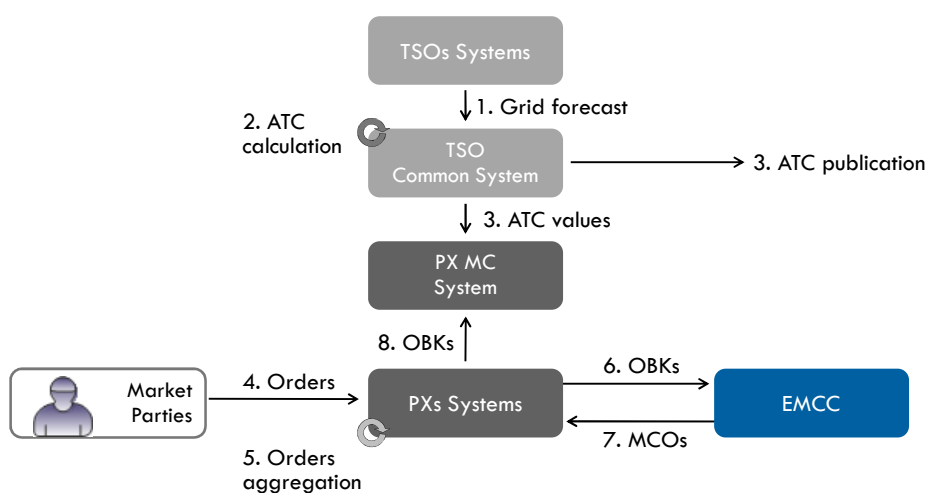 TSOs Systems
1. Grid forecast
2. ATC
calculation
TSO
Common System
3. ATC publication
3. ATC values
PX MC
System
8. OBKs
Market
Parties
4. Orders
PXs Systems
6. OBKs
7. MCOs
EMCC
5. Orders
aggregation